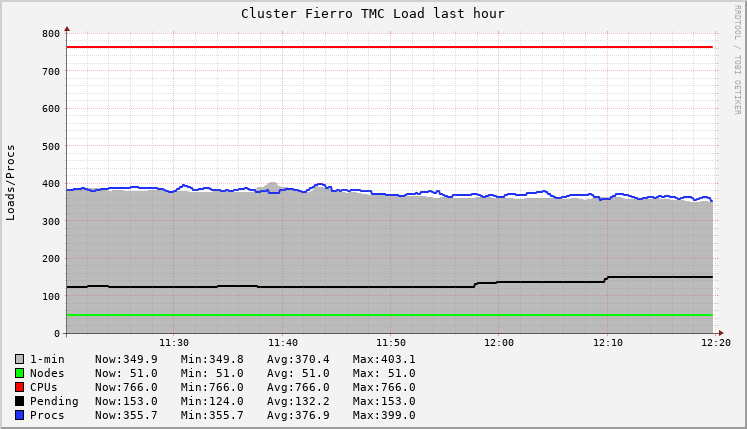 Cluster Fierro TMC Load last hour
RRDTOOL / TOBI OETIKER
Loads/Procs
800
700
600
500
400
300
200
100
0
11:30 11:40 11:50 12:00 12:10 12:20
1-min Now:349.9 Min:349.8 Avg:370.4 Max:403.1
Nodes Now: 51.0 Min: 51.0 Avg: 51.0 Max: 51.0
CPUs Now:766.0 Min:766.0 Avg:766.0 Max:766.0
Pending Now:153.0 Min:124.0 Avg:132.2 Max:153.0
Procs Now:355.7 Min:355.7 Avg:376.9 Max:399.0